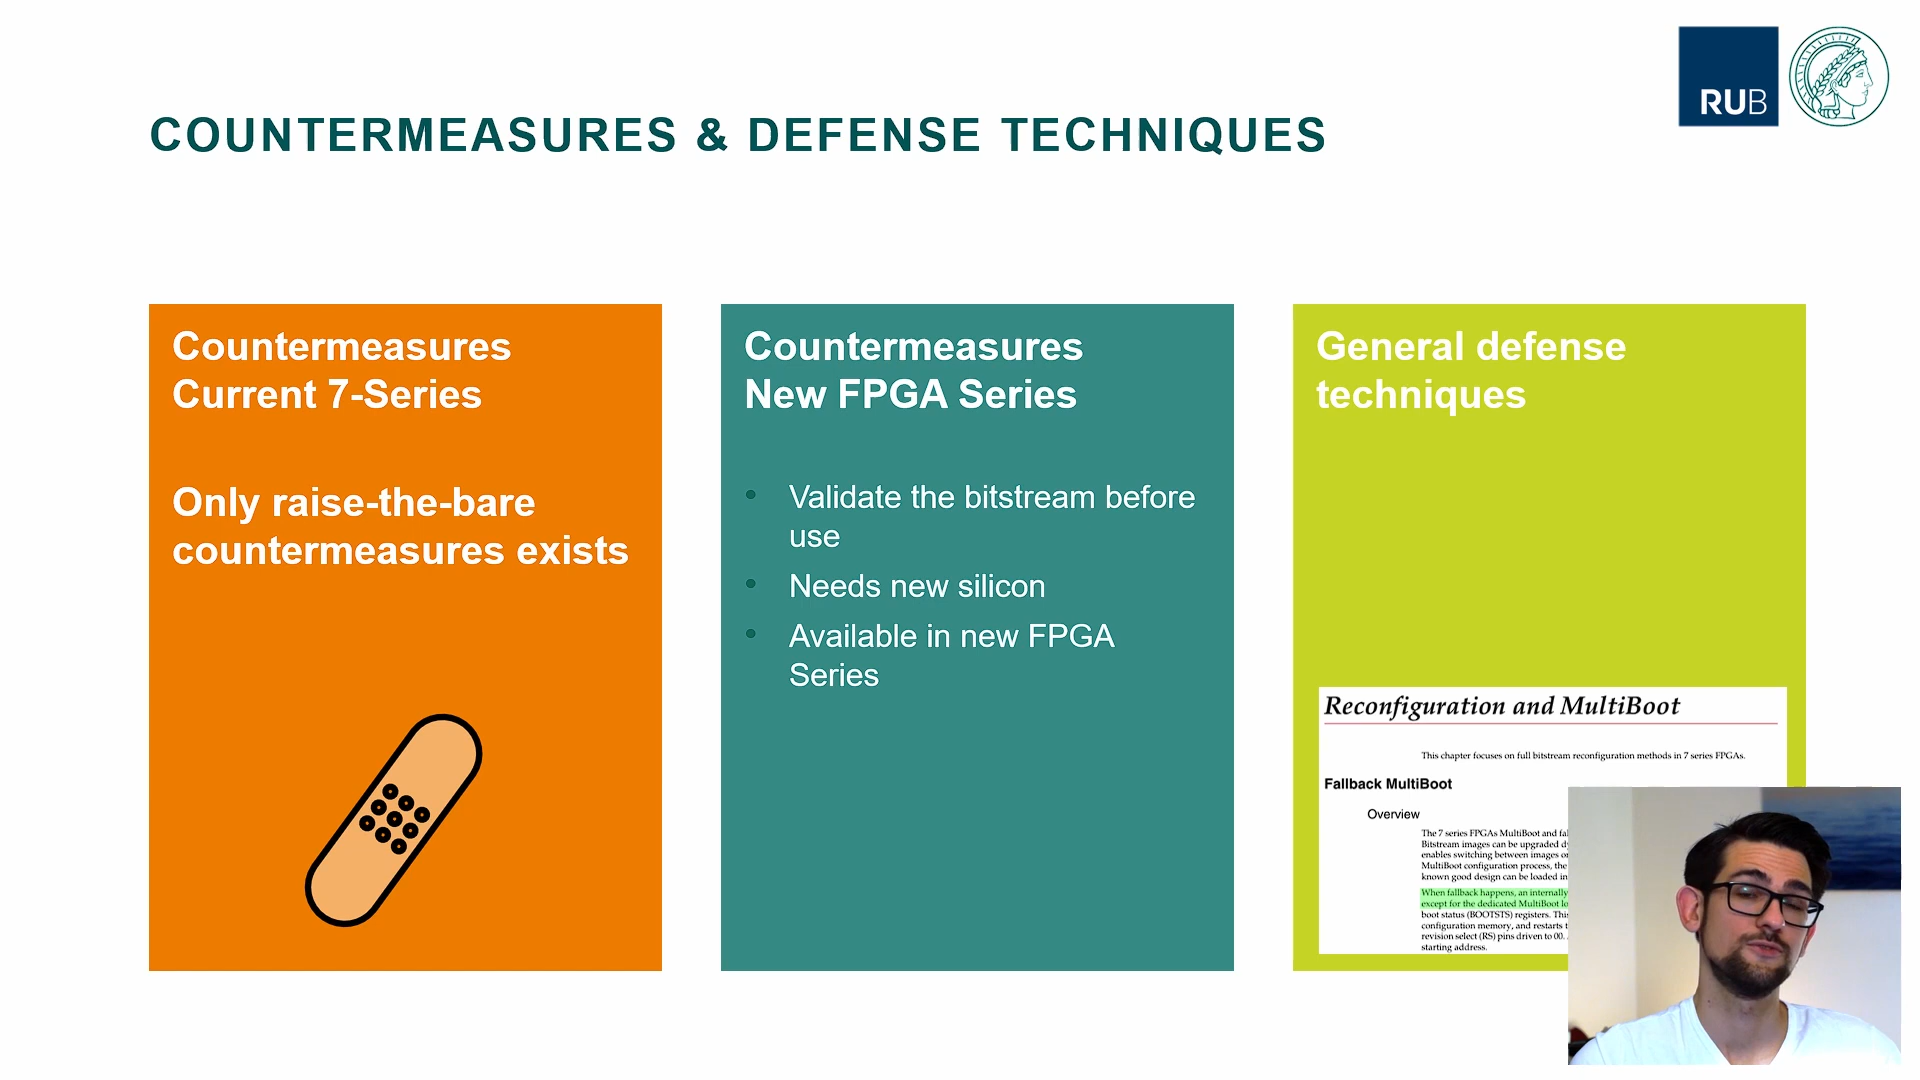 RUB
COUNTERMEASURES & DEFENSE TECHNIQUES
Countermeasures
Current 7-Series
Only raise-the-bare
countermeasures exists
Countermeasures
New FPGA Series
• Validate the bitstream before
use
• Needs new silicon
• Available in new FPGA
Series
General defense
techniques
Reconfiguration and MultiBoot
This chapter focuses on full bitstream reconfiguration methods in 7 series FPGAs.
Fallback MultiBoot
Overview
The 7 series FPGAs MultiBoot and
Bitstream images can be upgraded
enables switching between images
MultiBoot configuration process, the
known good design can be loaded in
When fallback happens, an internally
except for the dedicated MultiBoot
boot status (BOOTSTS) registers.
configuration memory, and restarts
revision select (RS) pins driven to 00.
starting address.